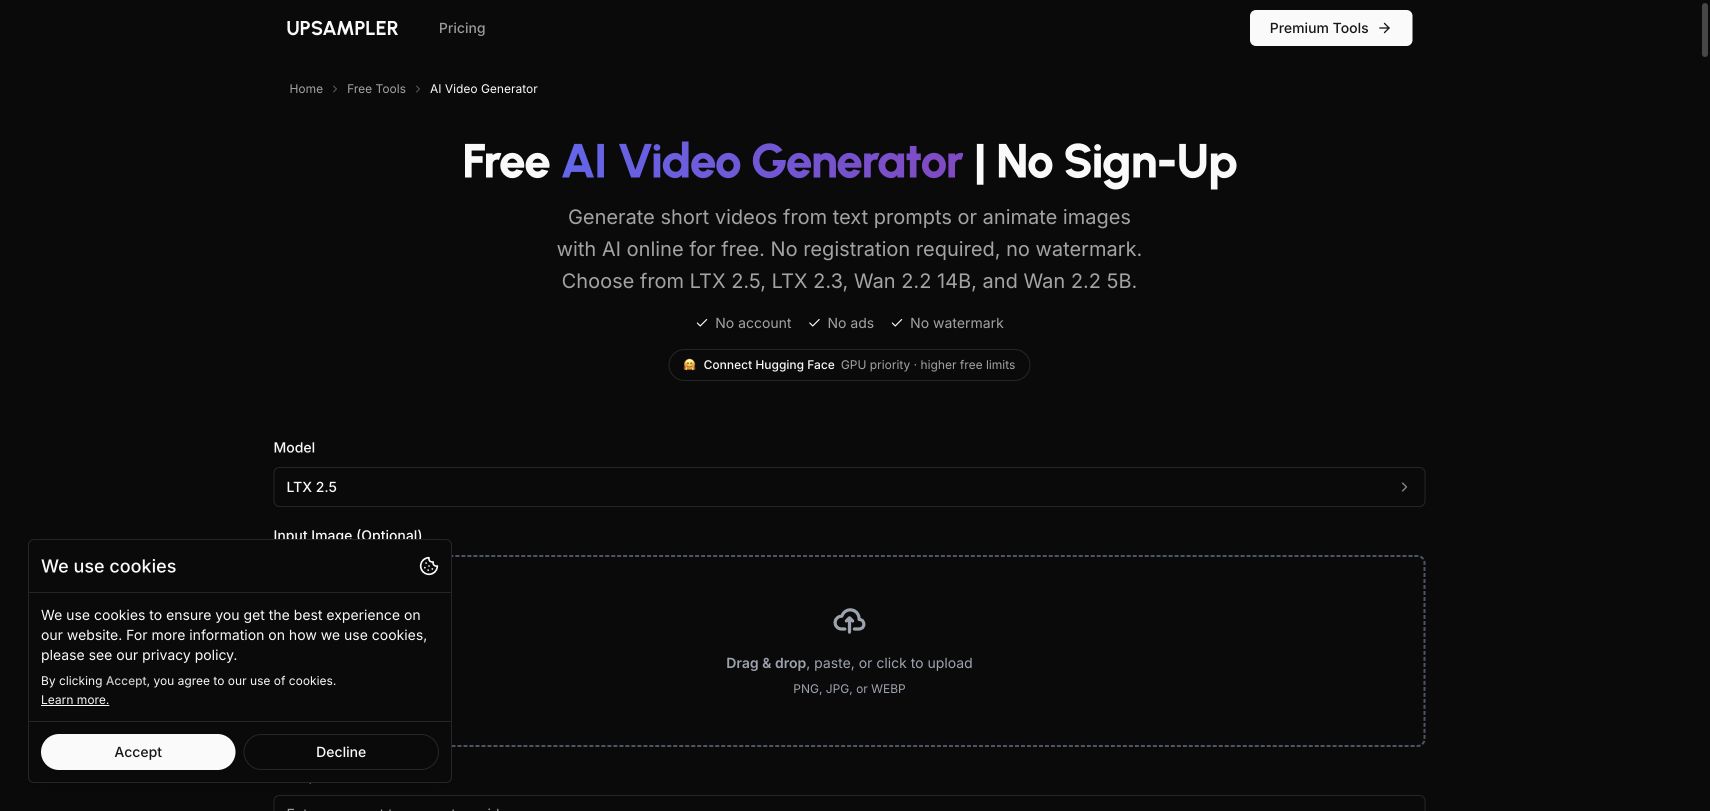 UPSAMPLER
Pricing
Premium Tools
Home
Free Tools
AI Video Generator
Free AI Video Generator | No Sign-Up
Generate short videos from text prompts or animate images
with AI online for free. No registration required, no watermark.
Choose from LTX 2.5, LTX 2.3, Wan 2.2 14B, and Wan 2.2 5B.
No account
No ads
No watermark
Connect Hugging Face GPU priority · higher free limits
Model
LTX 2.5
Input Image (Optional)
Drag & drop, paste, or click to upload
PNG, JPG, or WEBP
We use cookies
We use cookies to ensure you get the best experience on
our website. For more information on how we use cookies,
please see our privacy policy.
By clicking Accept, you agree to our use of cookies.
Learn more.
Accept
Decline